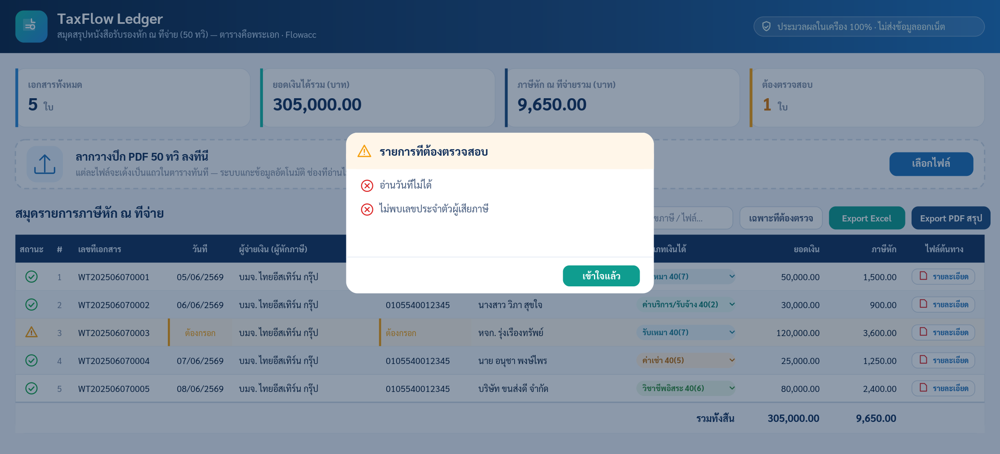 TaxFlow Ledger
สมุดสรุปหนังสือรับรองหัก ณ ที่จ่าย (50 ทวิ) — ตารางคือพระเอก · Flowacc
ประมวลผลในเครื่อง 100% · ไม่ส่งข้อมูลออกเน็ต
เอกสารทั้งหมด
5 ใบ
ยอดเงินได้รวม (บาท)
305,000.00
ภาษีหัก ณ ที่จ่ายรวม (บาท)
9,650.00
ต้องตรวจสอบ
1 ใบ
ลากวางปึก PDF 50 ทวิ ลงที่นี่
แต่ละไฟล์จะเด้งเป็นแถวในตารางทันที — ระบบแกะข้อมูลอัตโนมัติ ช่องที่อ่าน
เลือกไฟล์
รายการที่ต้องตรวจสอบ
อ่านวันที่ไม่ได้
ไม่พบเลขประจำตัวผู้เสียภาษี
เข้าใจแล้ว
สมุดรายการภาษีหัก ณ ที่จ่าย
ขภาษี / ไฟล์...
เฉพาะที่ต้องตรวจ
Export Excel
Export PDF สรุป
สถานะ # เลขที่เอกสาร วันที่ ผู้จ่ายเงิน (ผู้หักภาษี) เภทเงินได้ ยอดเงิน ภาษีหัก ไฟล์ต้นทาง
1 WT202506070001 05/06/2569 บมจ. ไทยอีสเทิร์น กรุ๊ป หมา 40(7) 50,000.00 1,500.00 รายละเอียด
2 WT202506070002 06/06/2569 บมจ. ไทยอีสเทิร์น กรุ๊ป 0105540012345 นางสาว วิภา สุขใจ ค่าบริการ/รับจ้าง 40(2) 30,000.00 900.00 รายละเอียด
3 WT202506070003 ต้องกรอก บมจ. ไทยอีสเทิร์น กรุ๊ป ต้องกรอก หจก. รุ่งเรืองทรัพย์ รับเหมา 40(7) 120,000.00 3,600.00 รายละเอียด
4 WT202506070004 07/06/2569 บมจ. ไทยอีสเทิร์น กรุ๊ป 0105540012345 นาย อนุชา พงษ์ไพร ค่าเช่า 40(5) 25,000.00 1,250.00 รายละเอียด
5 WT202506070005 08/06/2569 บมจ. ไทยอีสเทิร์น กรุ๊ป 0105540012345 บริษัท ขนส่งดี จำกัด วิชาชีพอิสระ 40(6) 80,000.00 2,400.00 รายละเอียด
รวมทั้งสิ้น 305,000.00 9,650.00